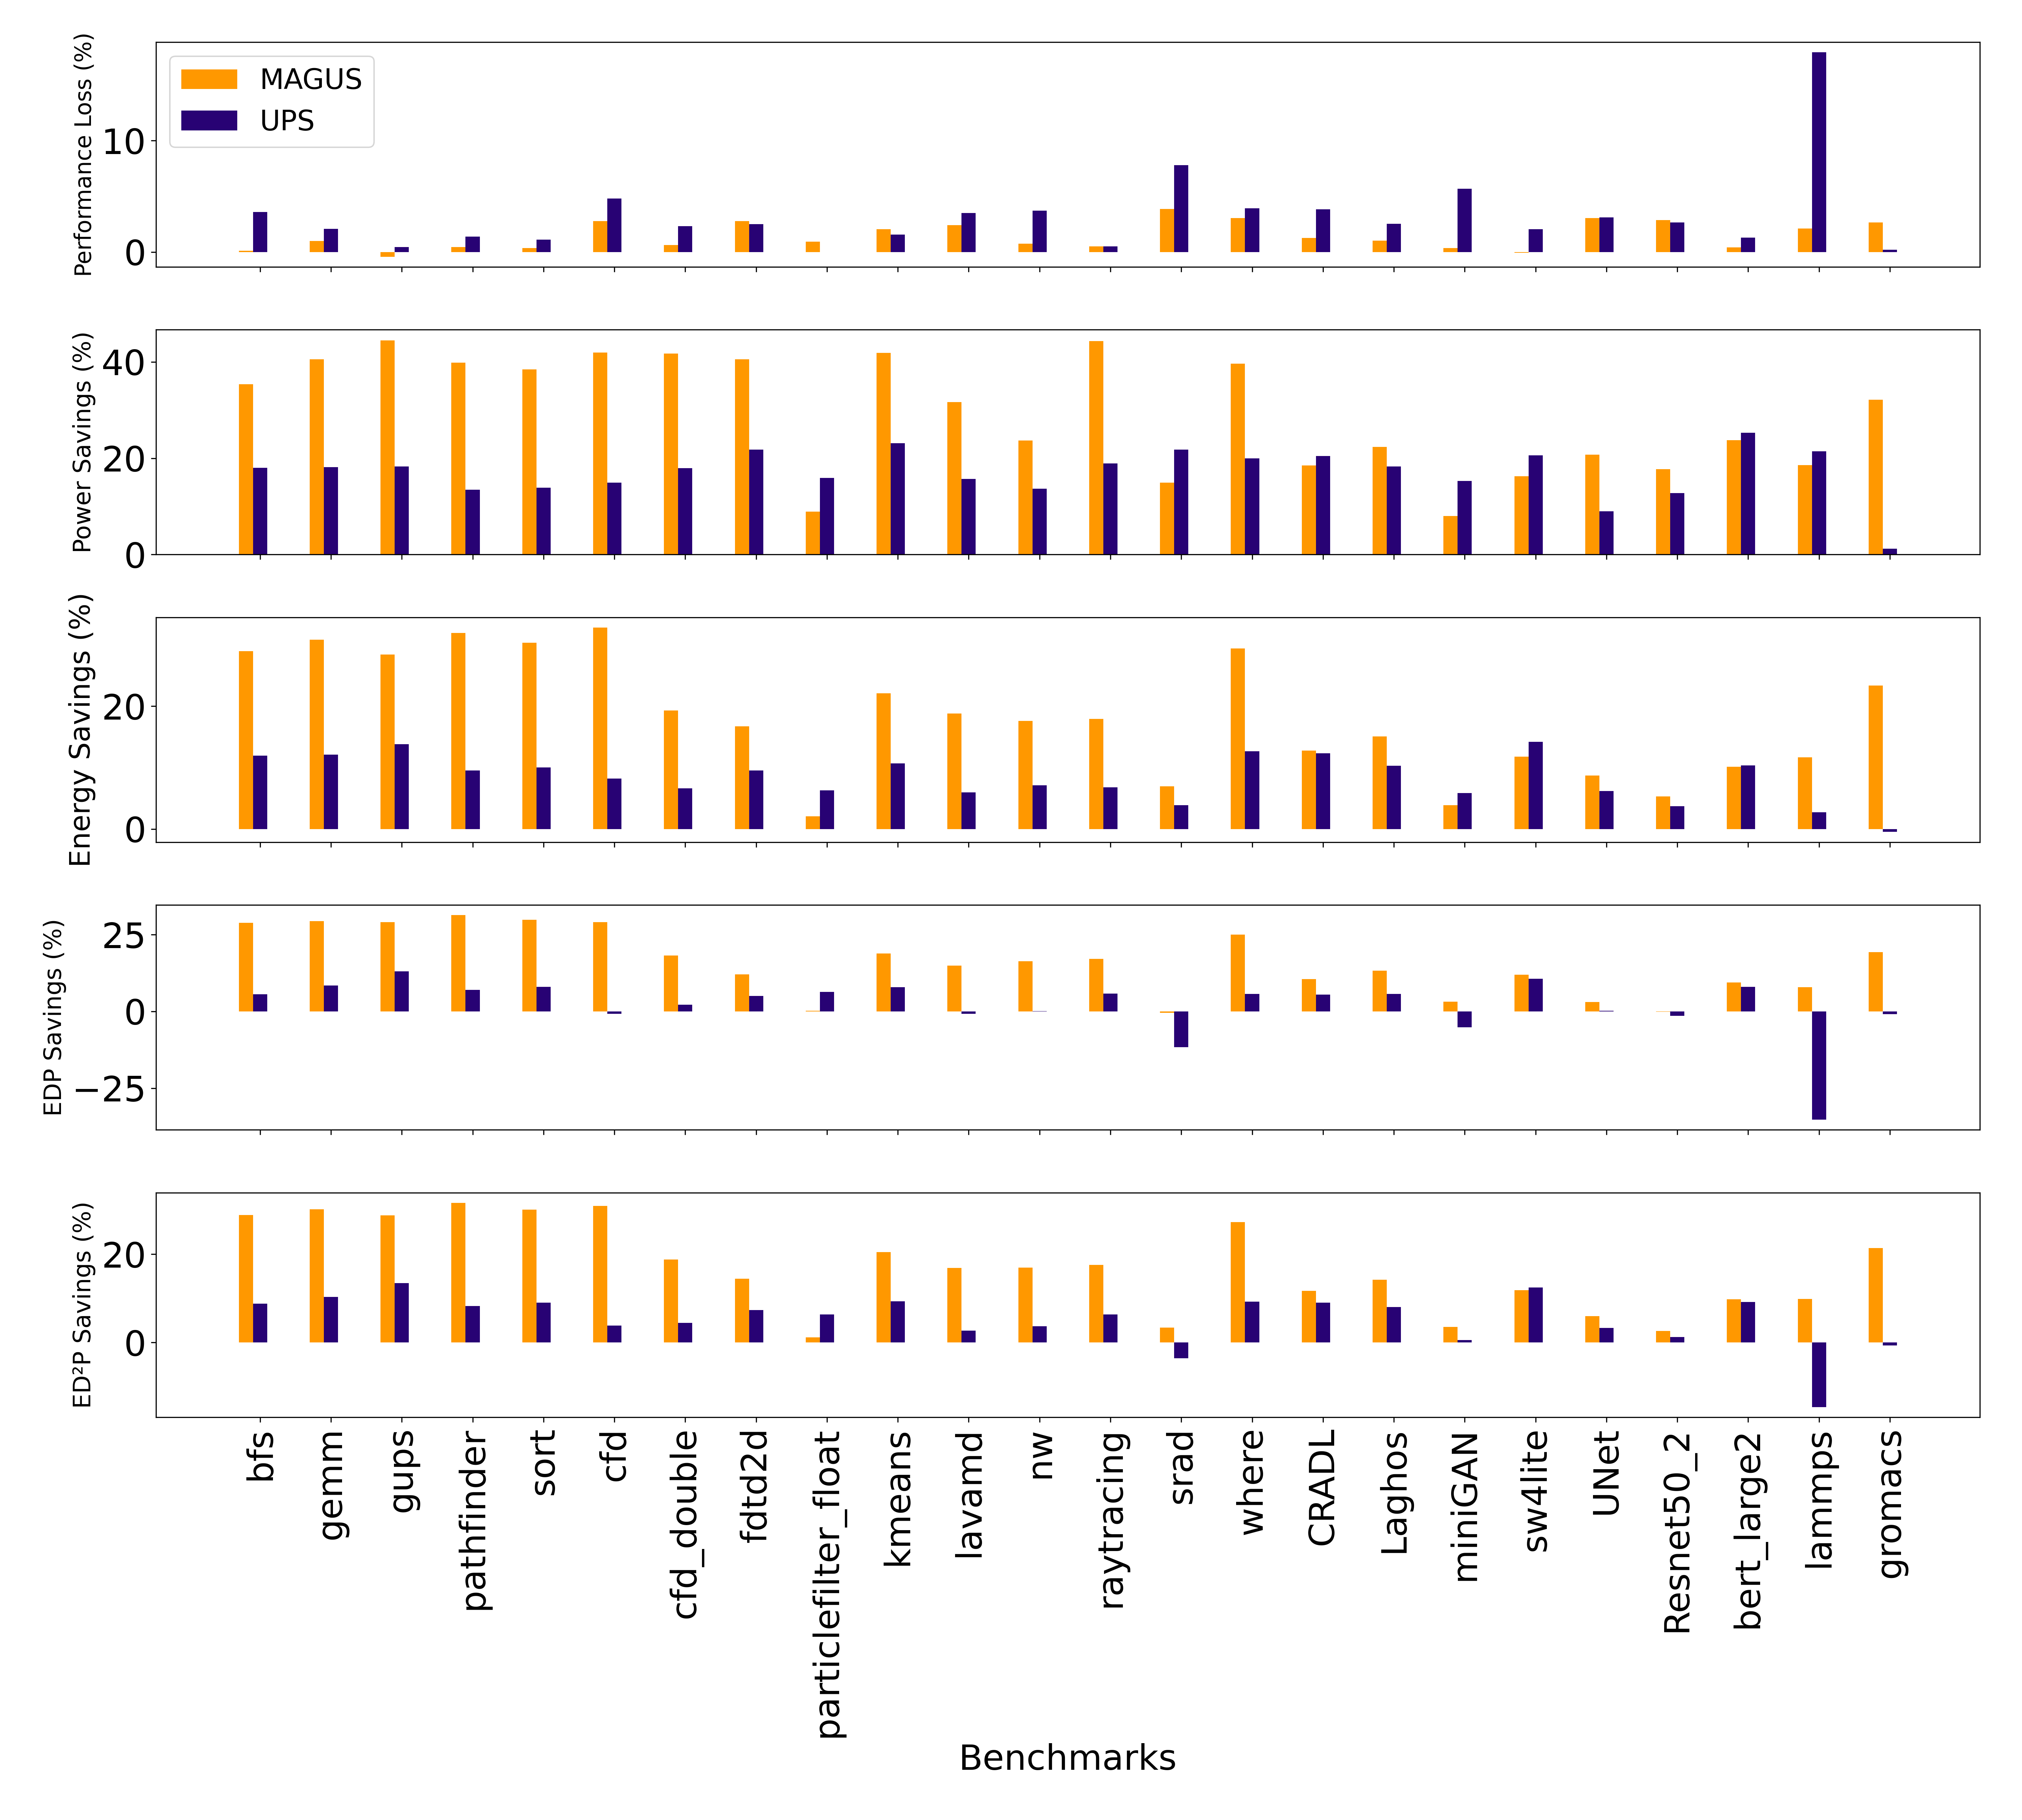 Performance Loss (%)
10
0
MAGUS
UPS
Power Savings (%)
40
20
0
Energy Savings (%)
20
0
EDP Savings (%)
25
0
−25
ED²P Savings (%)
20
0
bfs
gemm
gups
pathfinder
sort
cfd
cfd_double
fdtd2d
particlefilter_float
kmeans
lavamd
nw
raytracing
srad
where
CRADL
Laghos
miniGAN
sw4lite
UNet
Resnet50_2
bert_large2
lammps
gromacs
Benchmarks